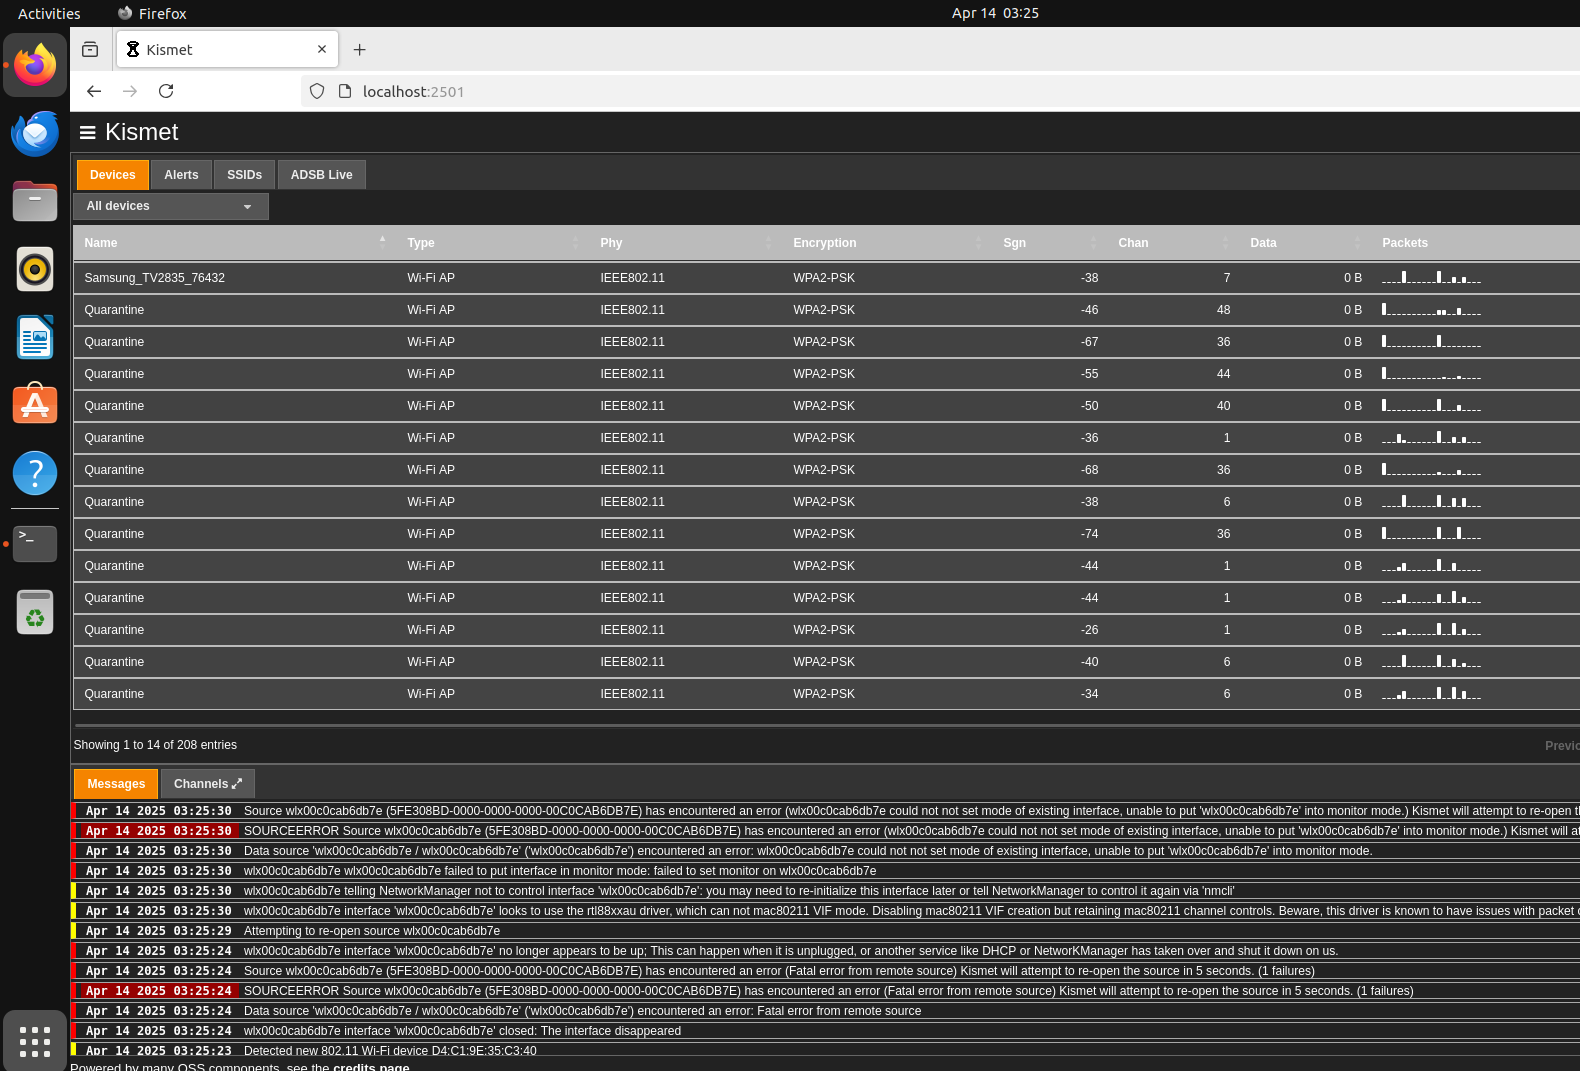 Activities Firefox Apr 14 03:25
Kismet
localhost:2501
Kismet
Devices Alerts SSIDs ADSB Live
All devices
Name Type Phy Encryption Sgn Chan Data Packets
Samsung_TV2835_76432 Wi-Fi AP IEEE802.11 WPA2-PSK -38 7 0 B
Quarantine Wi-Fi AP IEEE802.11 WPA2-PSK -46 48 0 B
Quarantine Wi-Fi AP IEEE802.11 WPA2-PSK -67 36 0 B
Quarantine Wi-Fi AP IEEE802.11 WPA2-PSK -55 44 0 B
Quarantine Wi-Fi AP IEEE802.11 WPA2-PSK -50 40 0 B
Quarantine Wi-Fi AP IEEE802.11 WPA2-PSK -36 1 0 B
Quarantine Wi-Fi AP IEEE802.11 WPA2-PSK -68 36 0 B
Quarantine Wi-Fi AP IEEE802.11 WPA2-PSK -38 6 0 B
Quarantine Wi-Fi AP IEEE802.11 WPA2-PSK -74 36 0 B
Quarantine Wi-Fi AP IEEE802.11 WPA2-PSK -44 1 0 B
Quarantine Wi-Fi AP IEEE802.11 WPA2-PSK -44 1 0 B
Quarantine Wi-Fi AP IEEE802.11 WPA2-PSK -26 1 0 B
Quarantine Wi-Fi AP IEEE802.11 WPA2-PSK -40 6 0 B
Quarantine Wi-Fi AP IEEE802.11 WPA2-PSK -34 6 0 B
Showing 1 to 14 of 208 entries Previo
Messages Channels
Apr 14 2025 03:25:30 Source wlx00c0cab6db7e (5FE308BD-0000-0000-0000-00C0CAB6DB7E) has encountered an error (wlx00c0cab6db7e could not not set mode of existing interface, unable to put 'wlx00c0cab6db7e' into monitor mode.) Kismet will attempt to re-open th
Apr 14 2025 03:25:30 SOURCEERROR Source wlx00c0cab6db7e (5FE308BD-0000-0000-0000-00C0CAB6DB7E) has encountered an error (wlx00c0cab6db7e could not not set mode of existing interface, unable to put 'wlx00c0cab6db7e' into monitor mode.) Kismet will at
Apr 14 2025 03:25:30 Data source 'wlx00c0cab6db7e / wlx00c0cab6db7e' ('wlx00c0cab6db7e') encountered an error: wlx00c0cab6db7e could not not set mode of existing interface, unable to put 'wlx00c0cab6db7e' into monitor mode.
Apr 14 2025 03:25:30 wlx00c0cab6db7e wlx00c0cab6db7e failed to put interface in monitor mode: failed to set monitor on wlx00c0cab6db7e
Apr 14 2025 03:25:30 wlx00c0cab6db7e telling NetworkManager not to control interface 'wlx00c0cab6db7e': you may need to re-initialize this interface later or tell NetworkManager to control it again via 'nmcli'
Apr 14 2025 03:25:30 wlx00c0cab6db7e interface 'wlx00c0cab6db7e' looks to use the rtl88xxau driver, which can not mac80211 VIF mode. Disabling mac80211 VIF creation but retaining mac80211 channel controls. Beware, this driver is known to have issues with packet c
Apr 14 2025 03:25:29 Attempting to re-open source wlx00c0cab6db7e
Apr 14 2025 03:25:24 wlx00c0cab6db7e interface 'wlx00c0cab6db7e' no longer appears to be up; This can happen when it is unplugged, or another service like DHCP or NetworKManager has taken over and shut it down on us.
Apr 14 2025 03:25:24 Source wlx00c0cab6db7e (5FE308BD-0000-0000-0000-00C0CAB6DB7E) has encountered an error (Fatal error from remote source) Kismet will attempt to re-open the source in 5 seconds. (1 failures)
Apr 14 2025 03:25:24 SOURCEERROR Source wlx00c0cab6db7e (5FE308BD-0000-0000-0000-00C0CAB6DB7E) has encountered an error (Fatal error from remote source) Kismet will attempt to re-open the source in 5 seconds. (1 failures)
Apr 14 2025 03:25:24 Data source 'wlx00c0cab6db7e / wlx00c0cab6db7e' ('wlx00c0cab6db7e') encountered an error: Fatal error from remote source
Apr 14 2025 03:25:24 wlx00c0cab6db7e interface 'wlx00c0cab6db7e' closed: The interface disappeared
Apr 14 2025 03:25:23 Detected new 802.11 Wi-Fi device D4:C1:9E:35:C3:40
Powered by many OSS components, see the credits page